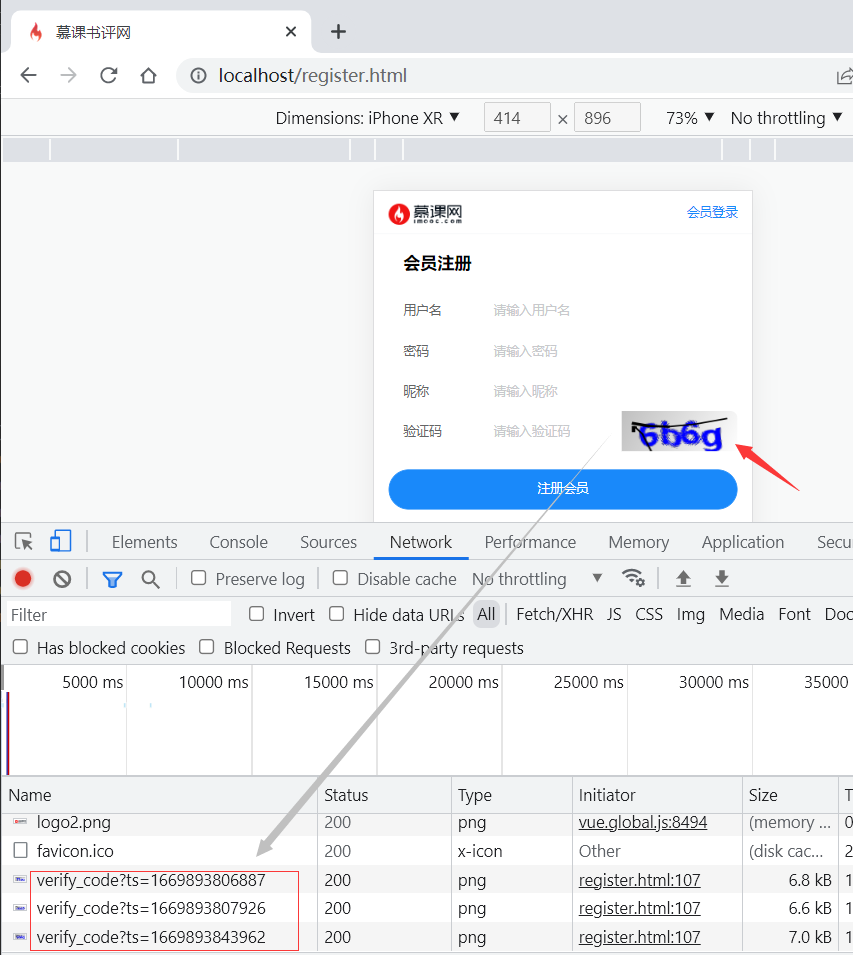 慕课书评网
localhost/register.html
Dimensions: iPhone XR ▼ 414 × 896 73% ▼ No throttling ▼
慕课网 会员登录
imooc.com
会员注册
用户名 请输入用户名
密码 请输入密码
昵称 请输入昵称
验证码 请输入验证码 6b6g
注册会员
Elements Console Sources Network Performance Memory Application Secu
Preserve log Disable cache No throttling ▼
Filter Invert Hide data URLs All Fetch/XHR JS CSS Img Media Font Doc
Has blocked cookies Blocked Requests 3rd-party requests
5000 ms 10000 ms 15000 ms 20000 ms 25000 ms 30000 ms 35000
Name Status Type Initiator Size T
logo2.png 200 png vue.global.js:8494 (memory ... 0
favicon.ico 200 x-icon Other (disk cac... 2
verify_code?ts=1669893806887 200 png register.html:107 6.8 kB 1
verify_code?ts=1669893807926 200 png register.html:107 6.6 kB 1
verify_code?ts=1669893843962 200 png register.html:107 7.0 kB 1